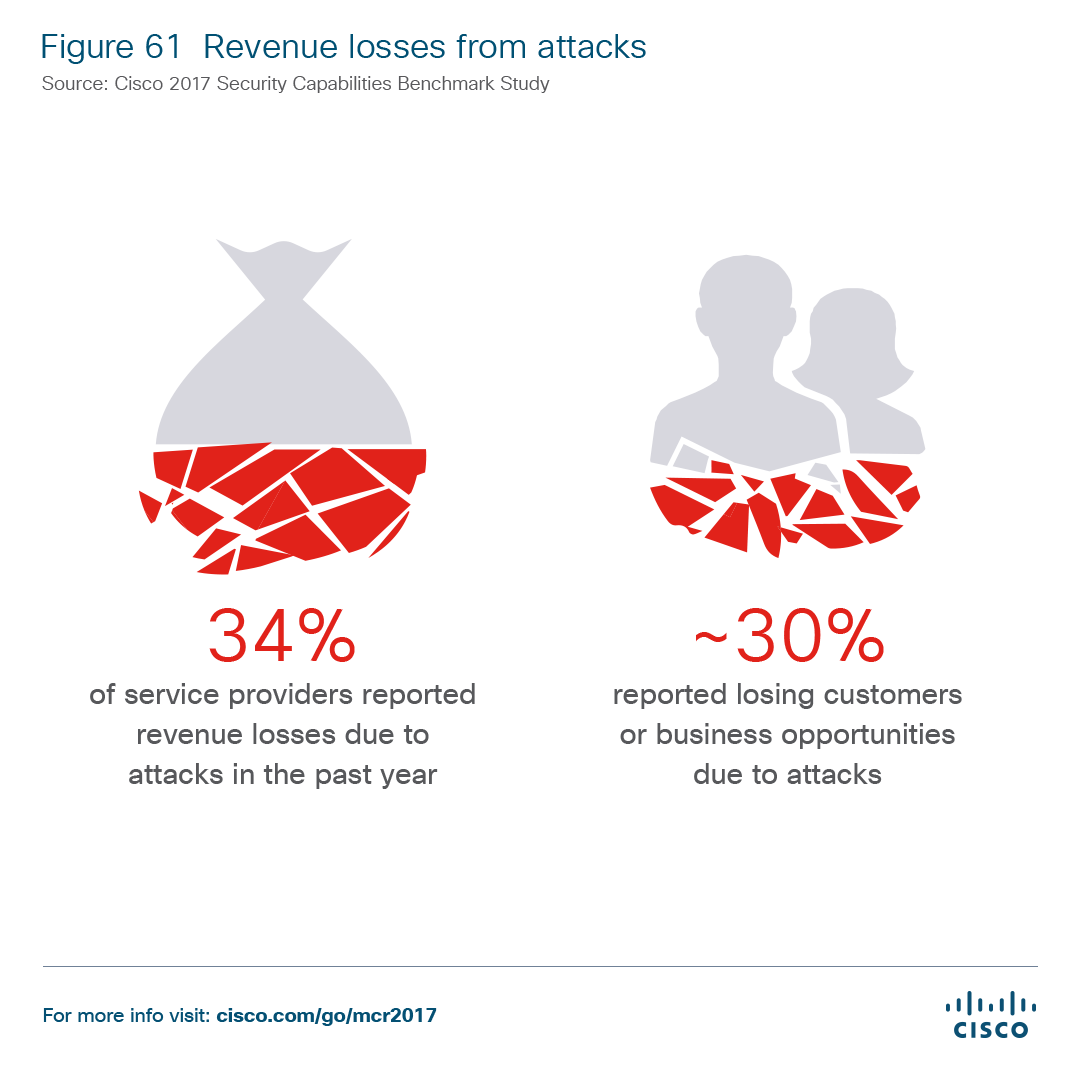 Figure 61 Revenue losses from attacks
Source: Cisco 2017 Security Capabilities Benchmark Study
34%
of service providers reported
revenue losses due to
attacks in the past year
~30%
reported losing customers
or business opportunities
due to attacks
For more info visit: cisco.com/go/mcr2017
CISCO